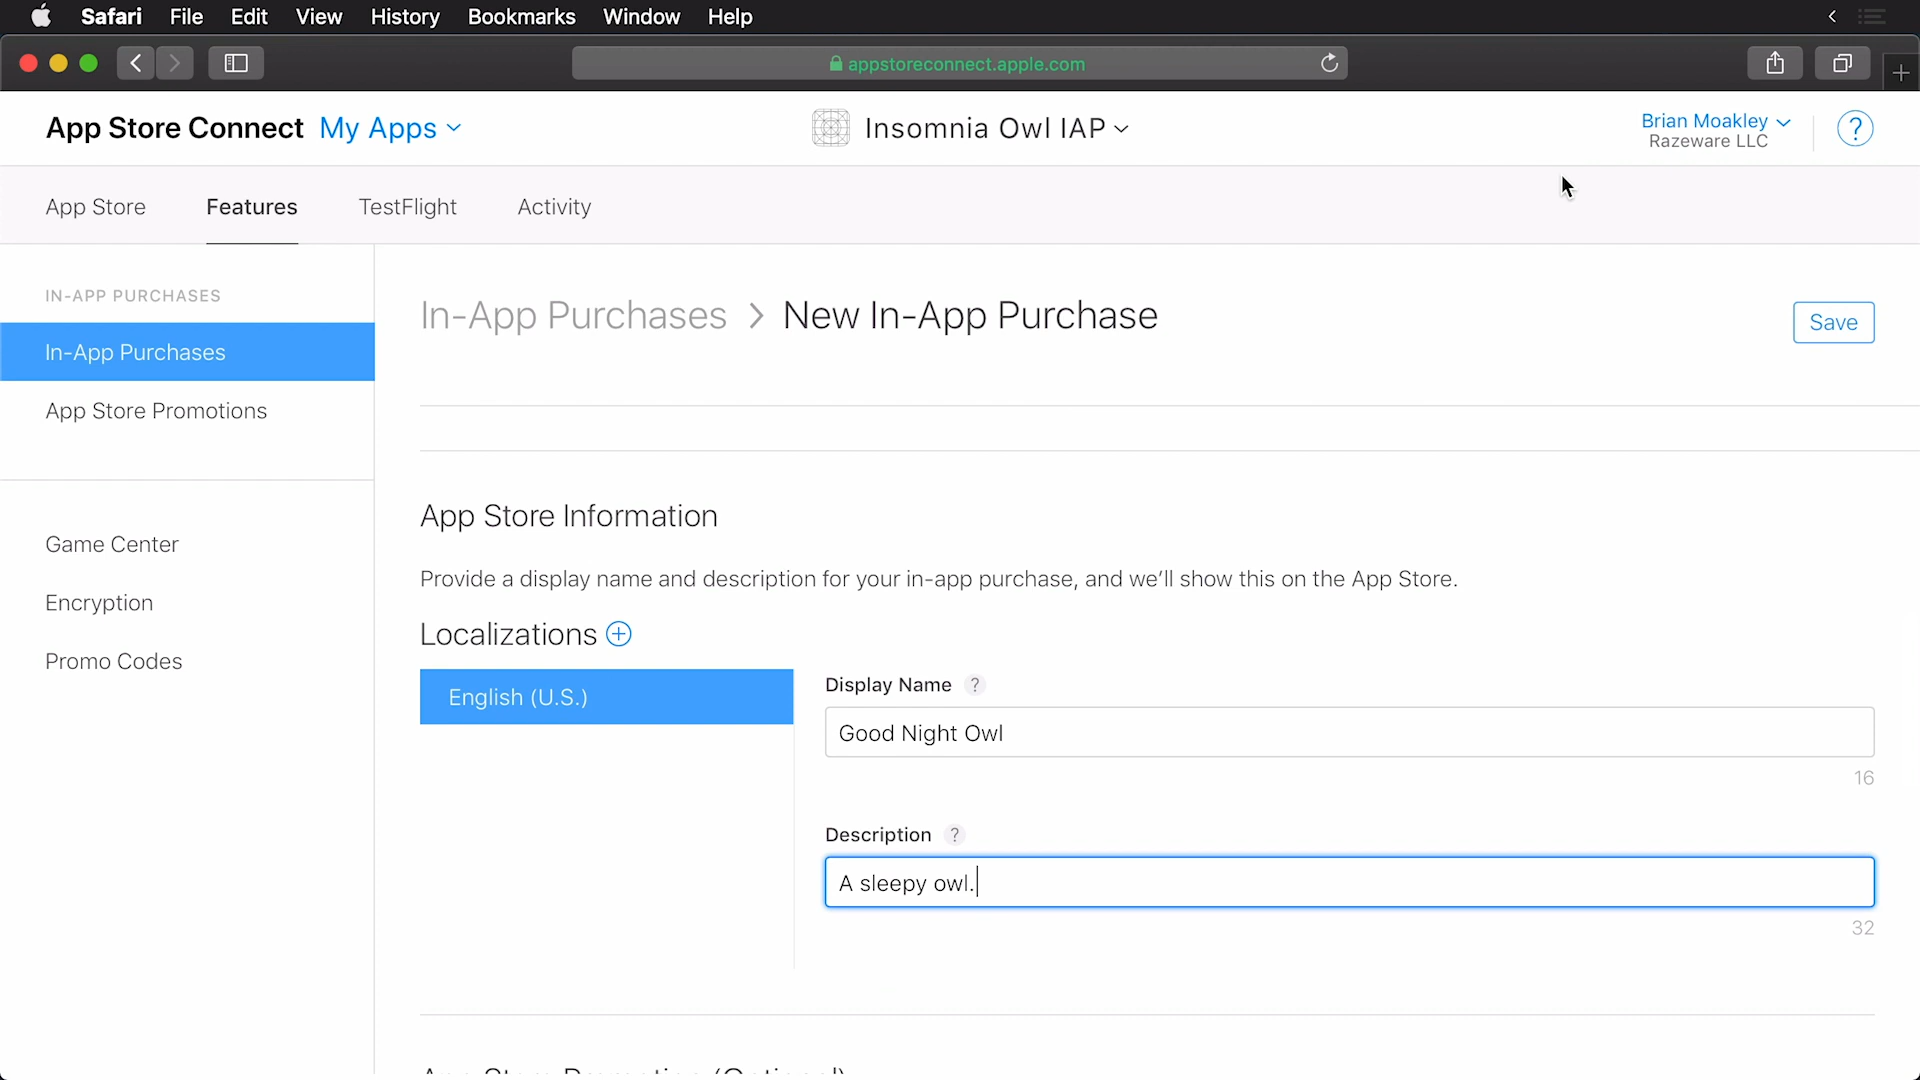 Safari File Edit View History Bookmarks Window Help
appstoreconnect.apple.com
App Store Connect My Apps
Insomnia Owl IAP
Brian Moakley
Razeware LLC
?
App Store Features TestFlight Activity
IN-APP PURCHASES
In-App Purchases
App Store Promotions
Game Center
Encryption
Promo Codes
In-App Purchases > New In-App Purchase
Save
App Store Information
Provide a display name and description for your in-app purchase, and we'll show this on the App Store.
Localizations
English (U.S.)
Display Name ?
Good Night Owl
16
Description ?
A sleepy owl.
32